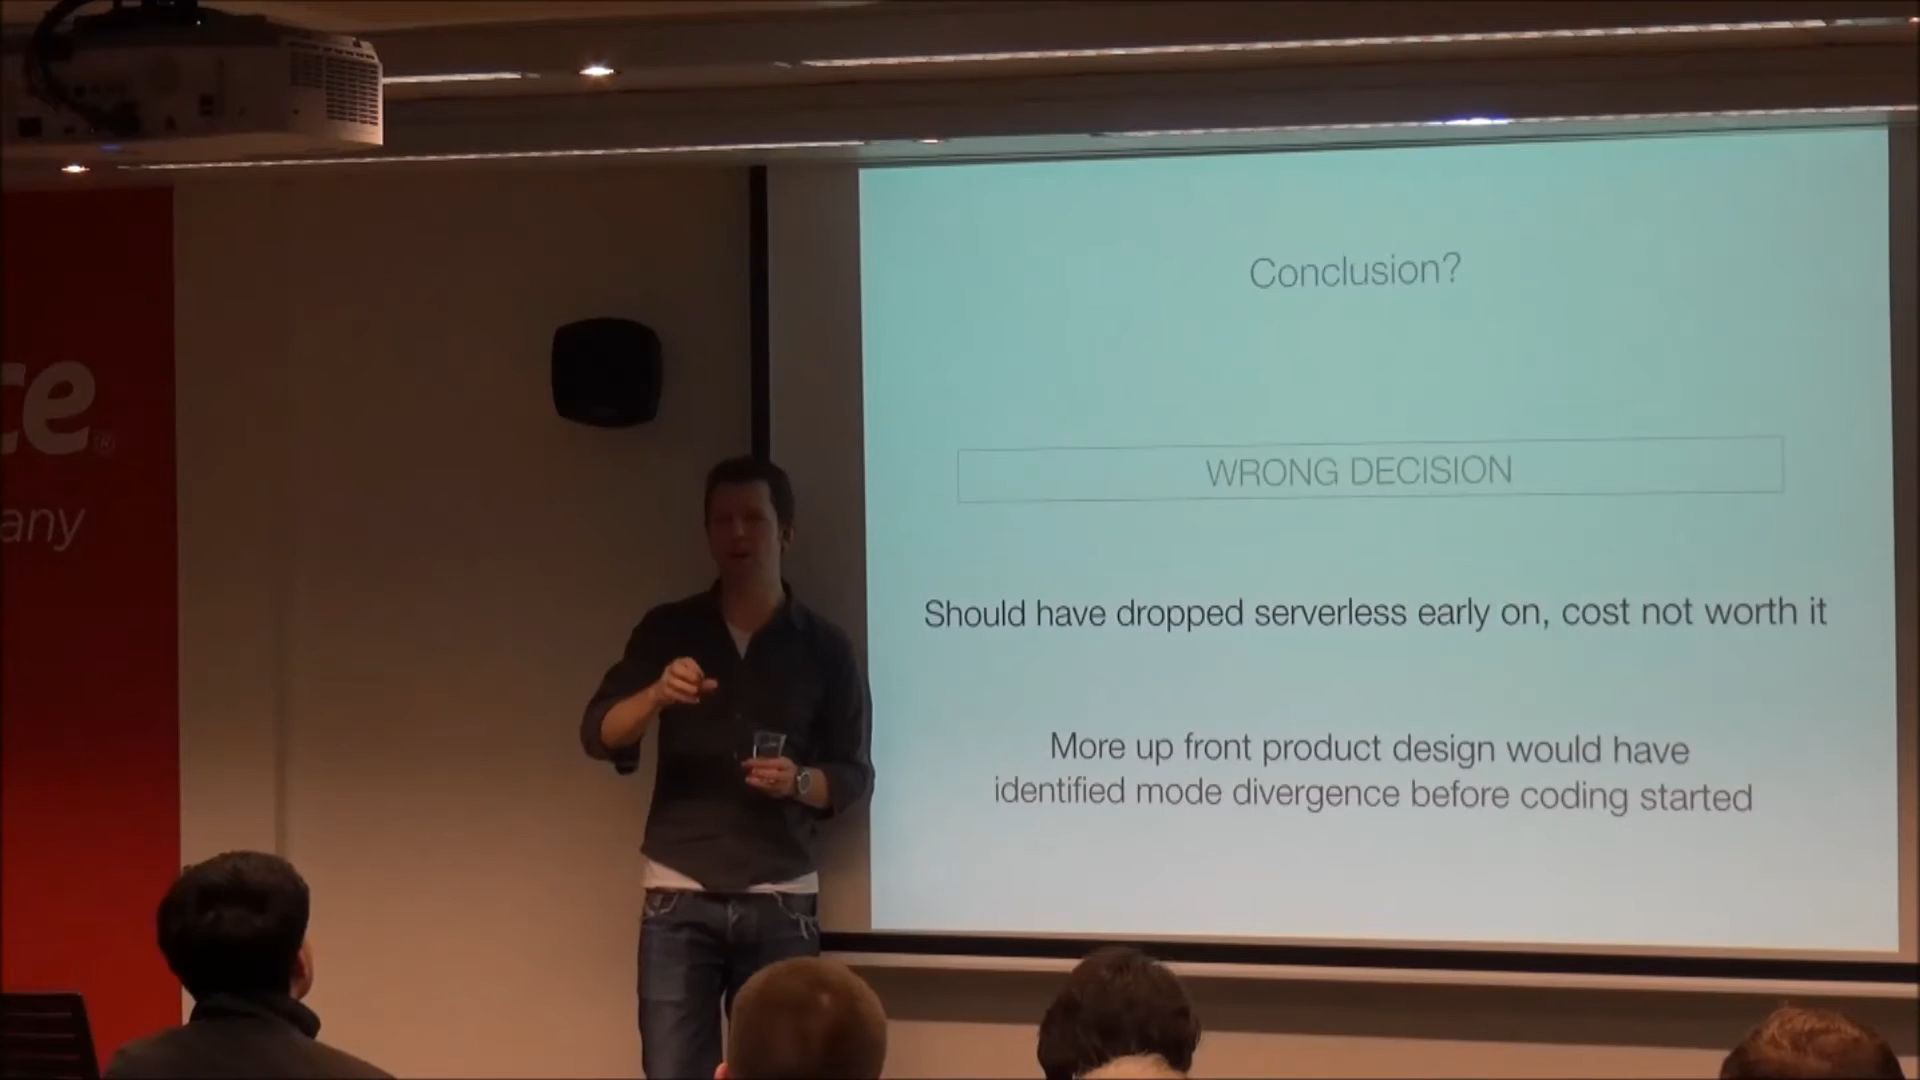 Conclusion?
WRONG DECISION
Should have dropped serverless early on, cost not worth it
More up front product design would have
identified mode divergence before coding started
ce®
any